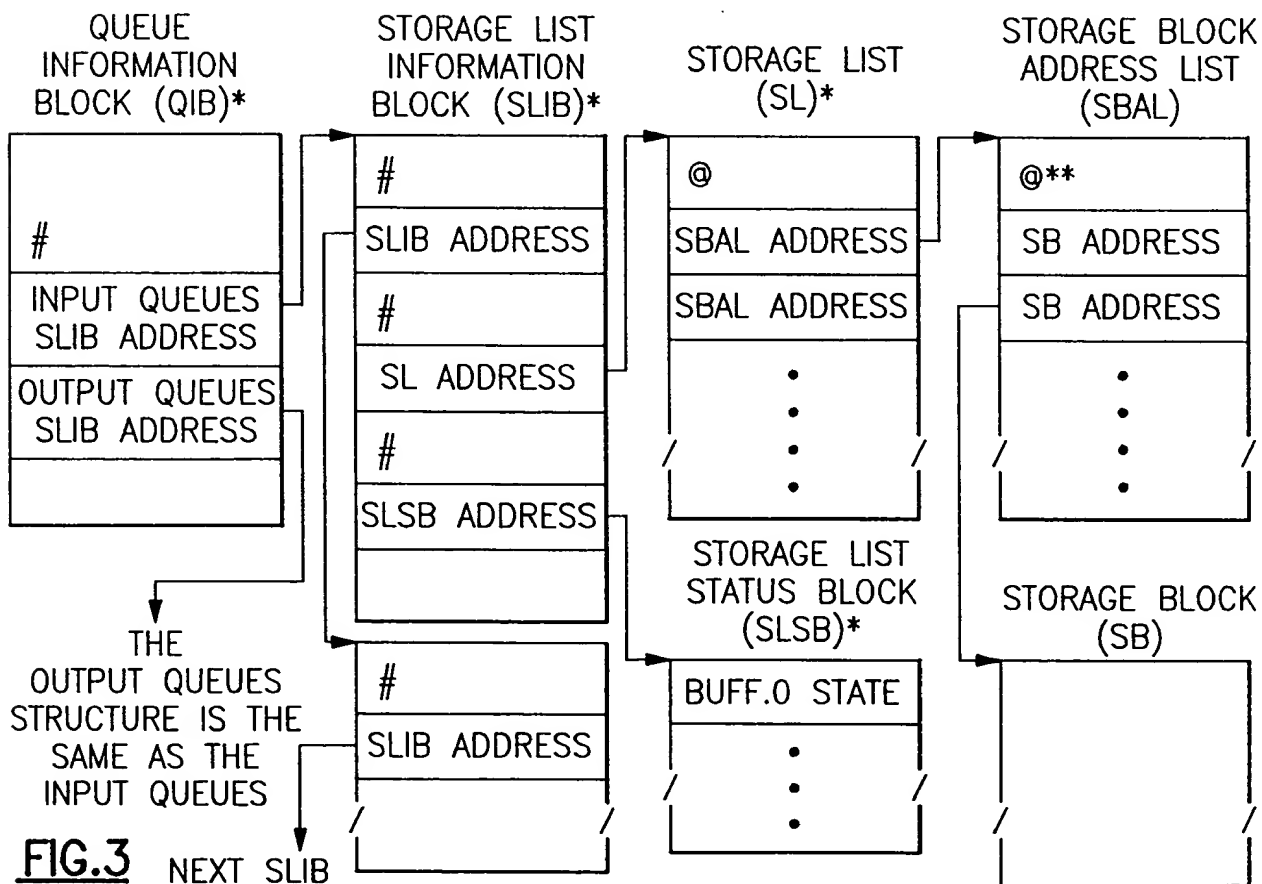 QUEUE
INFORMATION
BLOCK (QIB)*
#
INPUT QUEUES
SLIB ADDRESS
OUTPUT QUEUES
SLIB ADDRESS
THE
OUTPUT QUEUES
STRUCTURE IS THE
SAME AS THE
INPUT QUEUES
STORAGE LIST
INFORMATION
BLOCK (SLIB)*
#
SLIB ADDRESS
#
SL ADDRESS
#
SLSB ADDRESS
#
SLIB ADDRESS
NEXT SLIB
STORAGE LIST
(SL)*
@
SBAL ADDRESS
SBAL ADDRESS
STORAGE LIST
STATUS BLOCK
(SLSB)*
BUFF.0 STATE
STORAGE BLOCK
ADDRESS LIST
(SBAL)
@**
SB ADDRESS
SB ADDRESS
STORAGE BLOCK
(SB)
FIG.3